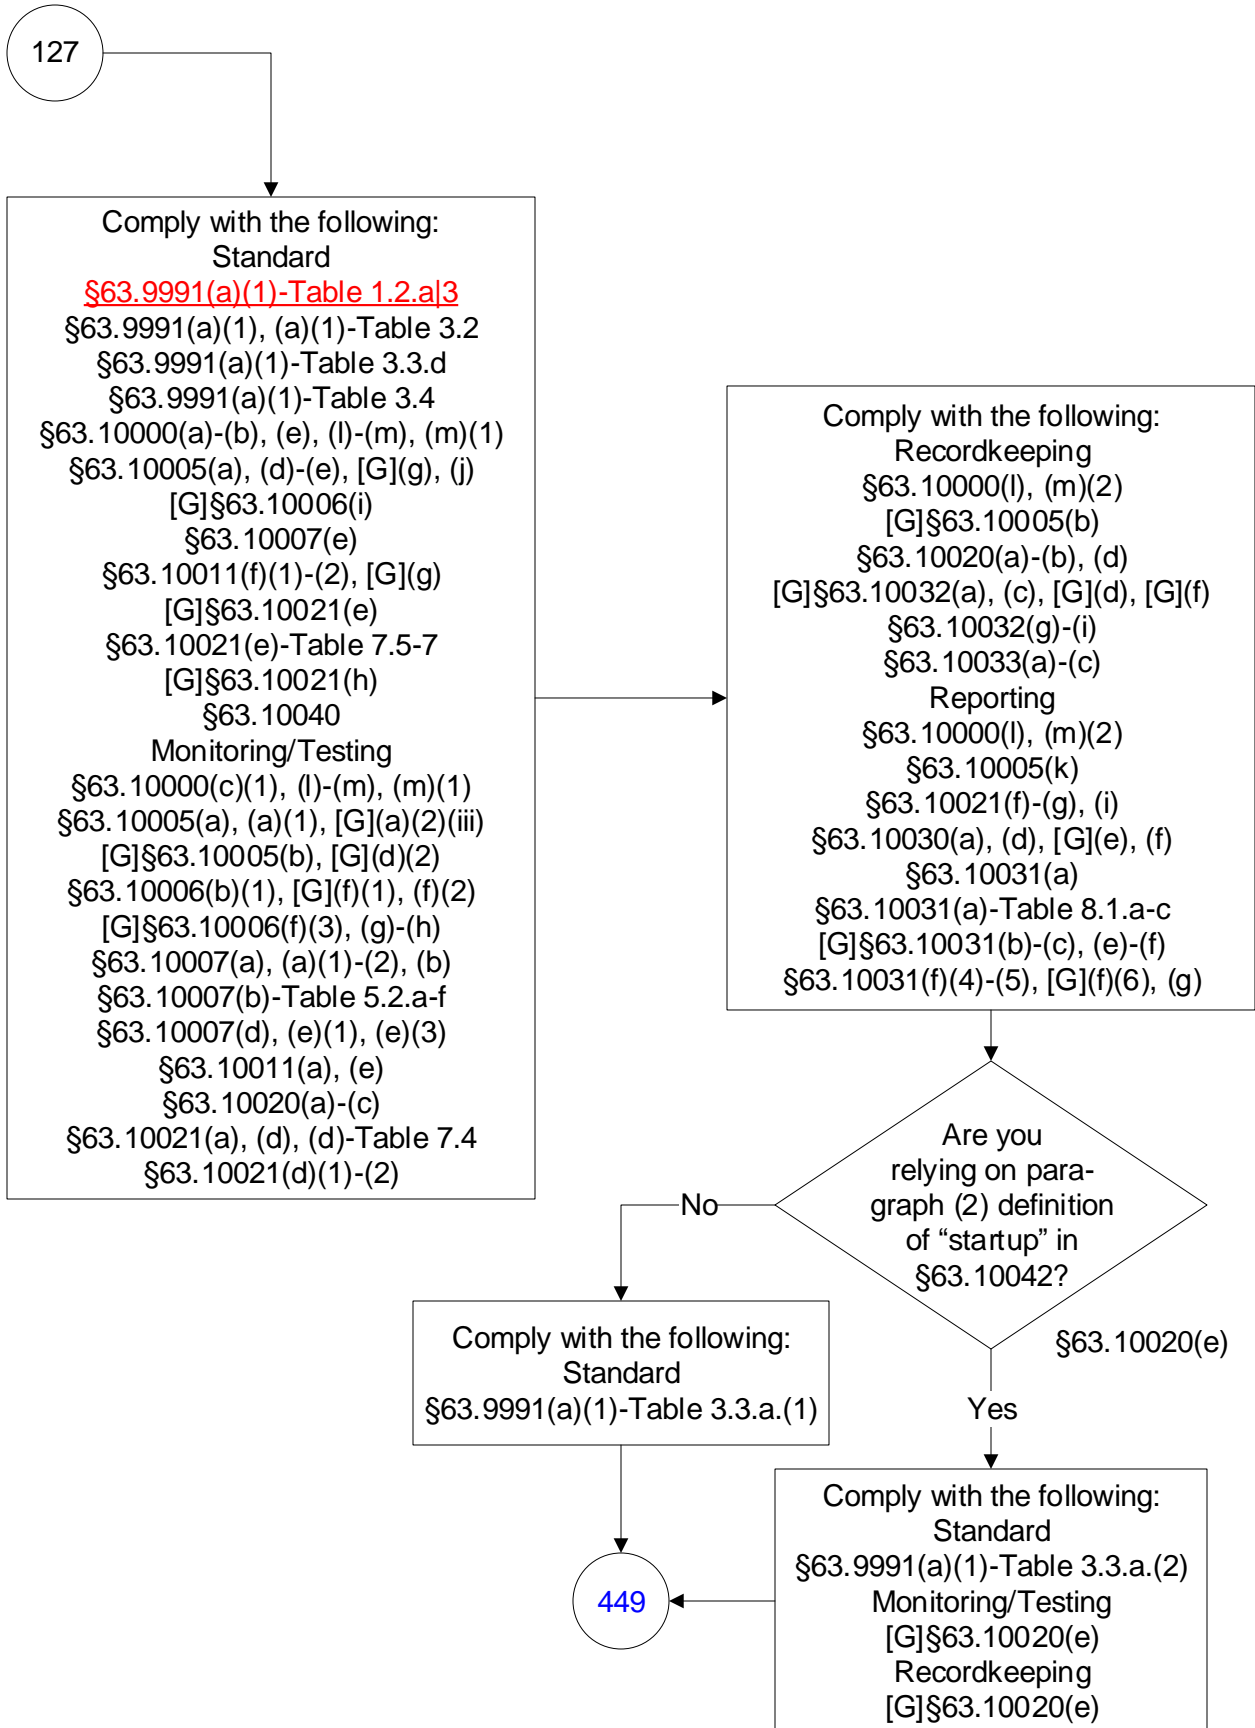 127
Comply with the following:
Standard
§63.9991(a)(1)-Table 1.2.a|3
§63.9991(a)(1), (a)(1)-Table 3.2
§63.9991(a)(1)-Table 3.3.d
§63.9991(a)(1)-Table 3.4
§63.10000(a)-(b), (e), (l)-(m), (m)(1)
§63.10005(a), (d)-(e), [G](g), (j)
[G]§63.10006(i)
§63.10007(e)
§63.10011(f)(1)-(2), [G](g)
[G]§63.10021(e)
§63.10021(e)-Table 7.5-7
[G]§63.10021(h)
§63.10040
Monitoring/Testing
§63.10000(c)(1), (l)-(m), (m)(1)
§63.10005(a), (a)(1), [G](a)(2)(iii)
[G]§63.10005(b), [G](d)(2)
§63.10006(b)(1), [G](f)(1), (f)(2)
[G]§63.10006(f)(3), (g)-(h)
§63.10007(a), (a)(1)-(2), (b)
§63.10007(b)-Table 5.2.a-f
§63.10007(d), (e)(1), (e)(3)
§63.10011(a), (e)
§63.10020(a)-(c)
§63.10021(a), (d), (d)-Table 7.4
§63.10021(d)(1)-(2)
Comply with the following:
Recordkeeping
§63.10000(l), (m)(2)
[G]§63.10005(b)
§63.10020(a)-(b), (d)
[G]§63.10032(a), (c), [G](d), [G](f)
§63.10032(g)-(i)
§63.10033(a)-(c)
Reporting
§63.10000(l), (m)(2)
§63.10005(k)
§63.10021(f)-(g), (i)
§63.10030(a), (d), [G](e), (f)
§63.10031(a)
§63.10031(a)-Table 8.1.a-c
[G]§63.10031(b)-(c), (e)-(f)
§63.10031(f)(4)-(5), [G](f)(6), (g)
Are you
relying on para-
graph (2) definition
of “startup” in
§63.10042?
§63.10020(e)
No
Comply with the following:
Standard
§63.9991(a)(1)-Table 3.3.a.(1)
Yes
Comply with the following:
Standard
§63.9991(a)(1)-Table 3.3.a.(2)
Monitoring/Testing
[G]§63.10020(e)
Recordkeeping
[G]§63.10020(e)
449